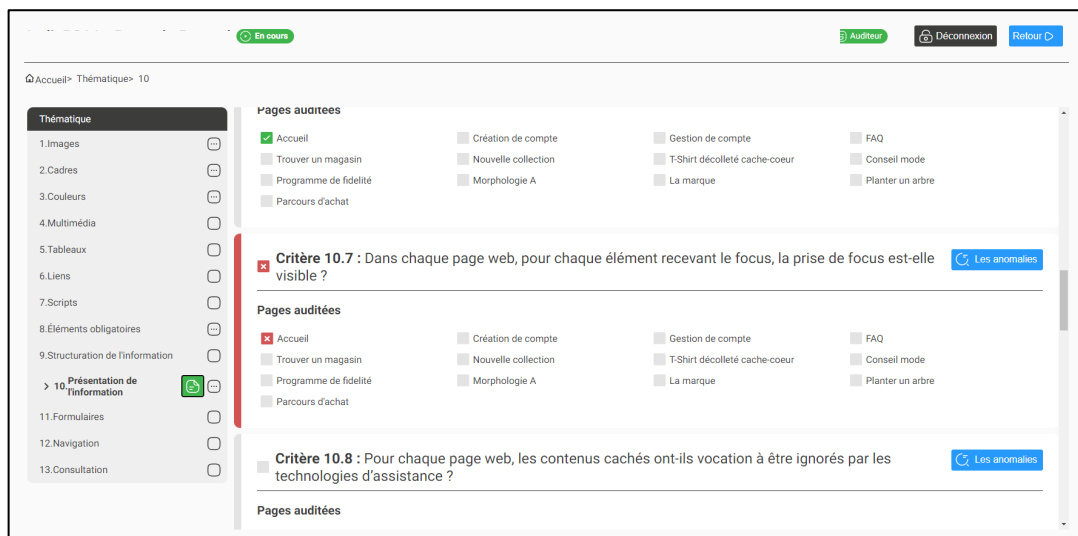 En cours
Auditeur
Déconnexion
Retour
Accueil> Thématique> 10
Thématique
1.Images
2.Cadres
3.Couleurs
4.Multimédia
5.Tableaux
6.Liens
7.Scripts
8.Éléments obligatoires
9.Structuration de l'information
> 10.Présentation de
l'information
11.Formulaires
12.Navigation
13.Consultation
Pages auditées
Accueil Création de compte Gestion de compte FAQ
Trouver un magasin Nouvelle collection T-Shirt décolleté cache-coeur Conseil mode
Programme de fidelité Morphologie A La marque Planter un arbre
Parcours d'achat
Critère 10.7 : Dans chaque page web, pour chaque élément recevant le focus, la prise de focus est-elle
visible ?
Les anomalies
Pages auditées
Accueil Création de compte Gestion de compte FAQ
Trouver un magasin Nouvelle collection T-Shirt décolleté cache-coeur Conseil mode
Programme de fidelité Morphologie A La marque Planter un arbre
Parcours d'achat
Critère 10.8 : Pour chaque page web, les contenus cachés ont-ils vocation à être ignorés par les
technologies d'assistance ?
Les anomalies
Pages auditées